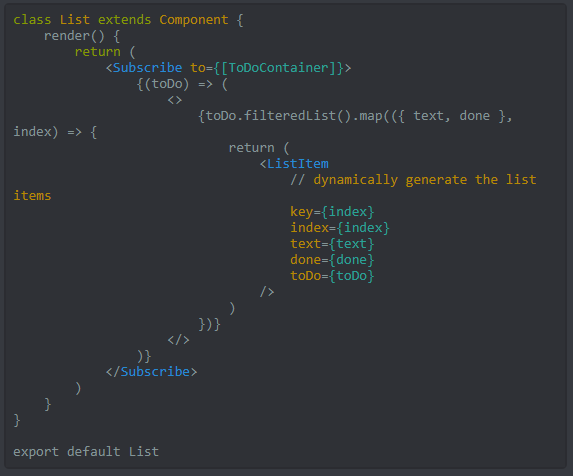 class List extends Component {
    render() {
        return (
            <Subscribe to={[ToDoContainer]}>
                {(toDo) => (
                    <>
                        {toDo.filteredList().map(({ text, done },
index) => {
                            return (
                                <ListItem
                                    // dynamically generate the list
items
                                    key={index}
                                    index={index}
                                    text={text}
                                    done={done}
                                    toDo={toDo}
                                />
                            )
                        })}
                    </>
                )}
            </Subscribe>
        )
    }
}

export default List